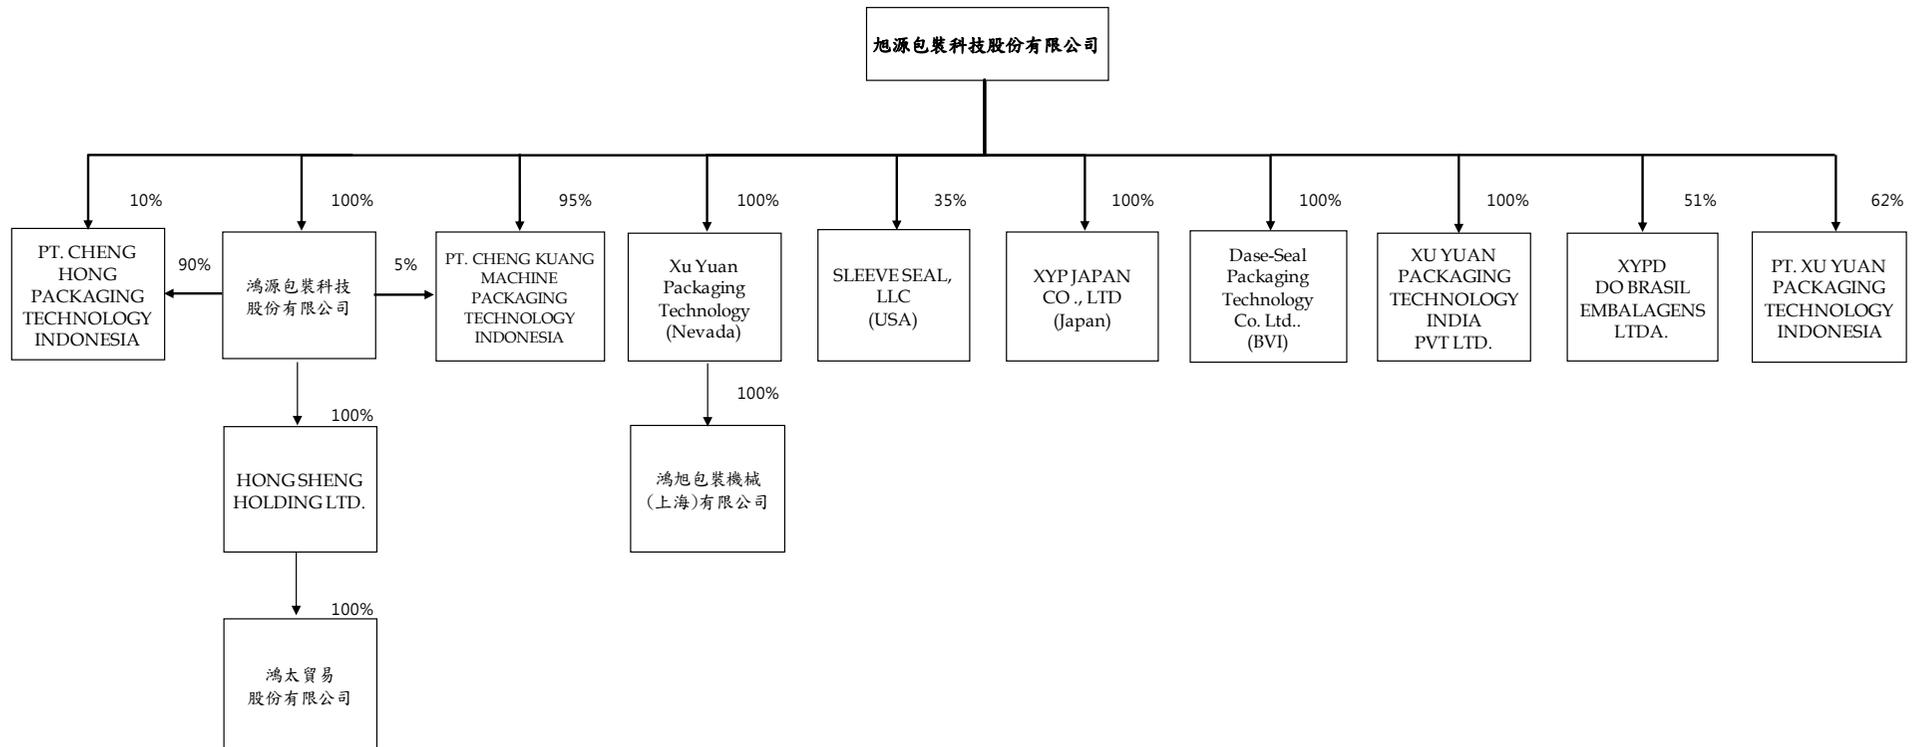 旭源包裝科技股份有限公司
10%
100%
95%
100%
35%
100%
100%
100%
51%
62%
PT. CHENG
HONG
PACKAGING
TECHNOLOGY
INDONESIA
90%
鴻源包裝科技
股份有限公司
5%
PT. CHENG KUANG
MACHINE
PACKAGING
TECHNOLOGY
INDONESIA
Xu Yuan
Packaging
Technology
(Nevada)
SLEEVE SEAL,
LLC
(USA)
XYP JAPAN
CO ., LTD
(Japan)
Dase-Seal
Packaging
Technology
Co. Ltd..
(BVI)
XU YUAN
PACKAGING
TECHNOLOGY
INDIA
PVT LTD.
XYPD
DO BRASIL
EMBALAGENS
LTDA.
PT. XU YUAN
PACKAGING
TECHNOLOGY
INDONESIA
100%
100%
HONG SHENG
HOLDING LTD.
鴻旭包裝機械
(上海)有限公司
100%
鴻太貿易
股份有限公司